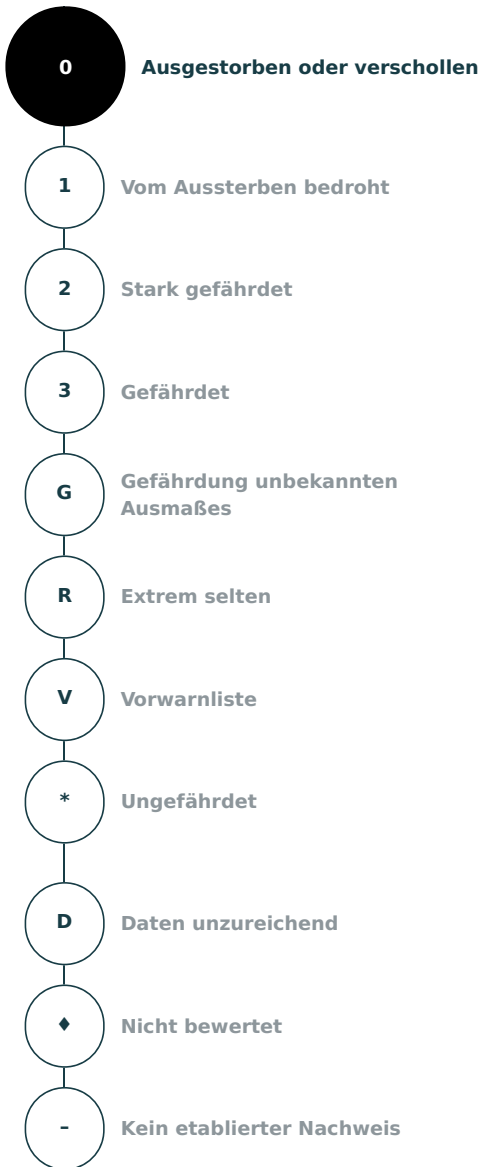 0 Ausgestorben oder verschollen
1 Vom Aussterben bedroht
2 Stark gefährdet
3 Gefährdet
G Gefährdung unbekannten
Ausmaßes
R Extrem selten
V Vorwarnliste
* Ungefährdet
D Daten unzureichend
♦ Nicht bewertet
– Kein etablierter Nachweis